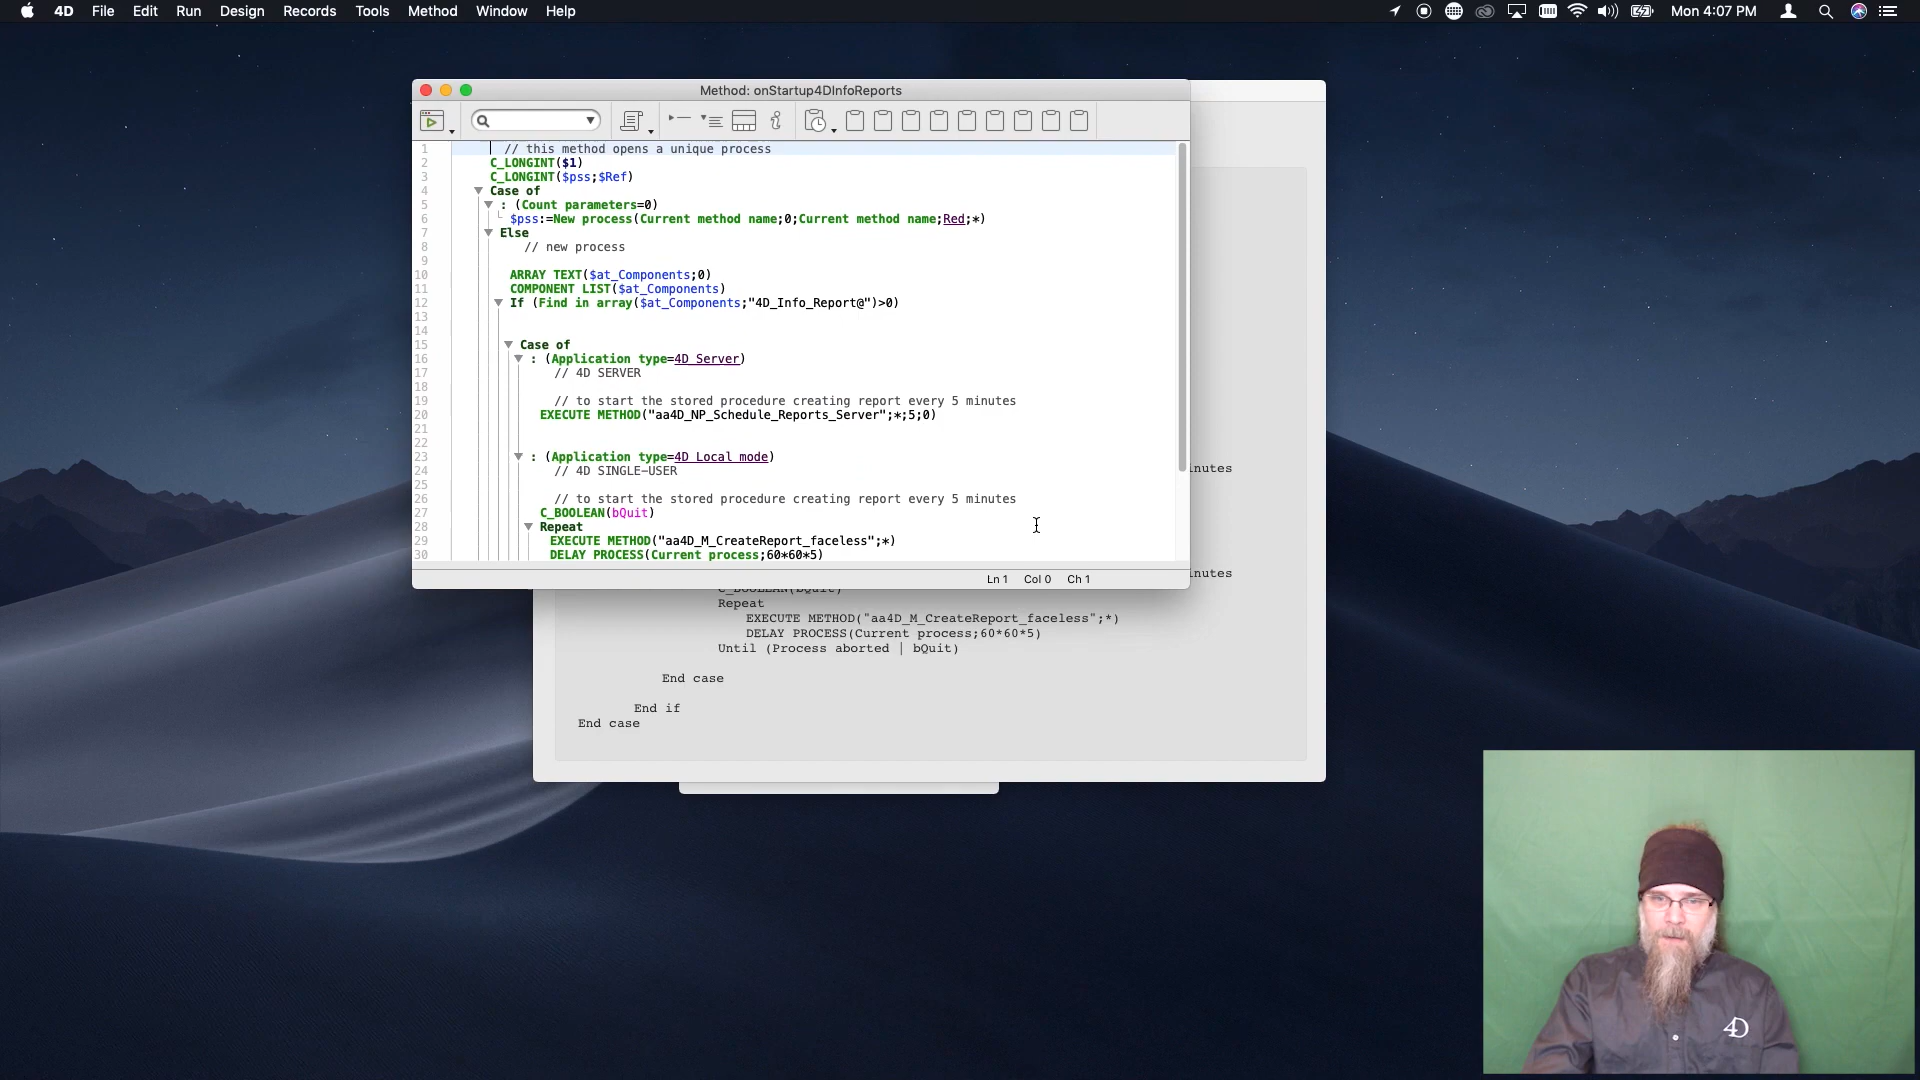 4D File Edit Run Design Records Tools Method Window Help
Mon 4:07 PM
Method: onStartup4DInfoReports
1 // this method opens a unique process
2 C_LONGINT($1)
3 C_LONGINT($pss;$Ref)
4 Case of
5 : (Count parameters=0)
6 $pss:=New process(Current method name;0;Current method name;Red;*)
7 Else
8 // new process
9
10 ARRAY TEXT($at_Components;0)
11 COMPONENT LIST($at_Components)
12 If (Find in array($at_Components;"4D_Info_Report@")>0)
13
14
15 Case of
16 : (Application type=4D Server)
17 // 4D SERVER
18
19 // to start the stored procedure creating report every 5 minutes
20 EXECUTE METHOD("aa4D_NP_Schedule_Reports_Server";*;5;0)
21
22
23 : (Application type=4D Local mode)
24 // 4D SINGLE-USER
25
26 // to start the stored procedure creating report every 5 minutes
27 C_BOOLEAN(bQuit)
28 Repeat
29 EXECUTE METHOD("aa4D_M_CreateReport_faceless";*)
30 DELAY PROCESS(Current process;60*60*5)
Ln 1 Col 0 Ch 1
inutes
inutes
C_BOOLEAN(bQuit)
Repeat
EXECUTE METHOD("aa4D_M_CreateReport_faceless";*)
DELAY PROCESS(Current process;60*60*5)
Until (Process aborted | bQuit)
End case
End if
End case
4D